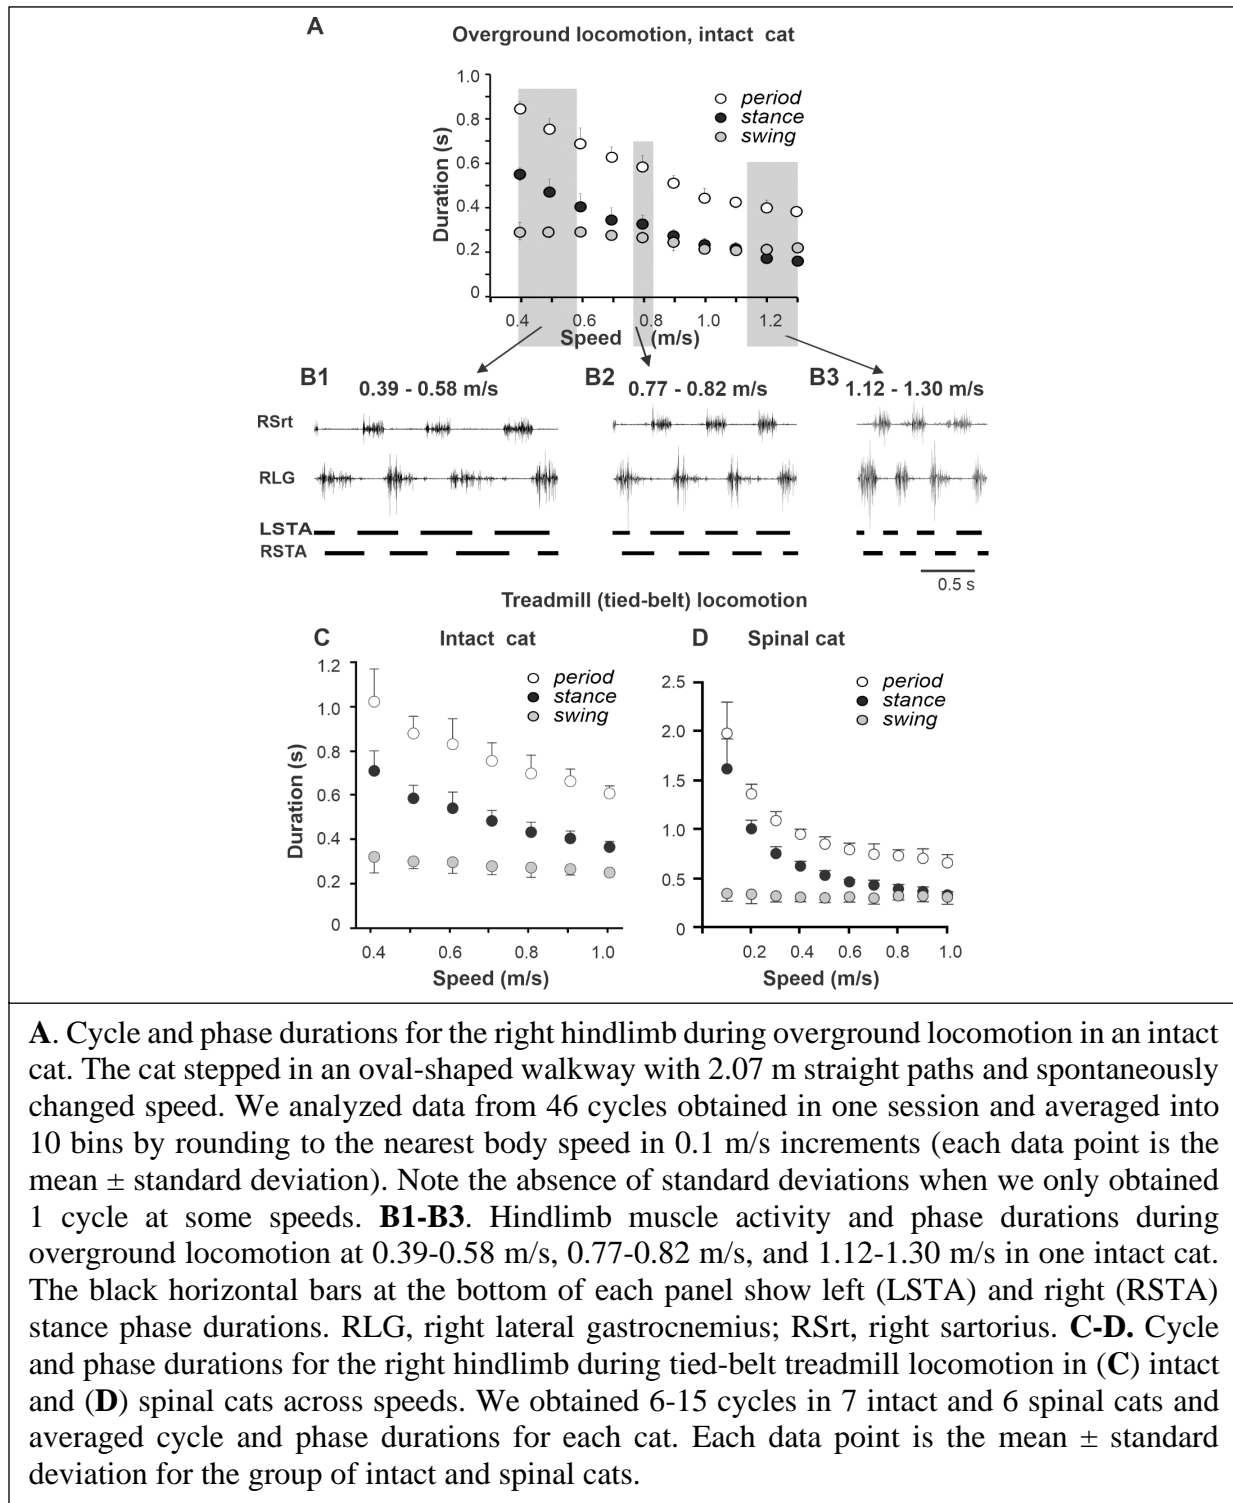 A
Overground locomotion, intact cat
1.0
0.8
0.6
0.4
0.2
0
Duration (s)
period
stance
swing
0.4 0.6 0.8 1.0 1.2
Speed (m/s)
B1
0.39 - 0.58 m/s
B2
0.77 - 0.82 m/s
B3
1.12 - 1.30 m/s
RSrt
RLG
LSTA
RSTA
0.5 s
Treadmill (tied-belt) locomotion
C
Intact cat
1.2
1.0
0.8
0.6
0.4
0.2
0
Duration (s)
period
stance
swing
0.4 0.6 0.8 1.0
Speed (m/s)
D
Spinal cat
2.5
2.0
1.5
1.0
0.5
0
period
stance
swing
0.2 0.4 0.6 0.8 1.0
Speed (m/s)
A. Cycle and phase durations for the right hindlimb during overground locomotion in an intact
cat. The cat stepped in an oval-shaped walkway with 2.07 m straight paths and spontaneously
changed speed. We analyzed data from 46 cycles obtained in one session and averaged into
10 bins by rounding to the nearest body speed in 0.1 m/s increments (each data point is the
mean ± standard deviation). Note the absence of standard deviations when we only obtained
1 cycle at some speeds. B1-B3. Hindlimb muscle activity and phase durations during
overground locomotion at 0.39-0.58 m/s, 0.77-0.82 m/s, and 1.12-1.30 m/s in one intact cat.
The black horizontal bars at the bottom of each panel show left (LSTA) and right (RSTA)
stance phase durations. RLG, right lateral gastrocnemius; RSrt, right sartorius. C-D. Cycle
and phase durations for the right hindlimb during tied-belt treadmill locomotion in (C) intact
and (D) spinal cats across speeds. We obtained 6-15 cycles in 7 intact and 6 spinal cats and
averaged cycle and phase durations for each cat. Each data point is the mean ± standard
deviation for the group of intact and spinal cats.